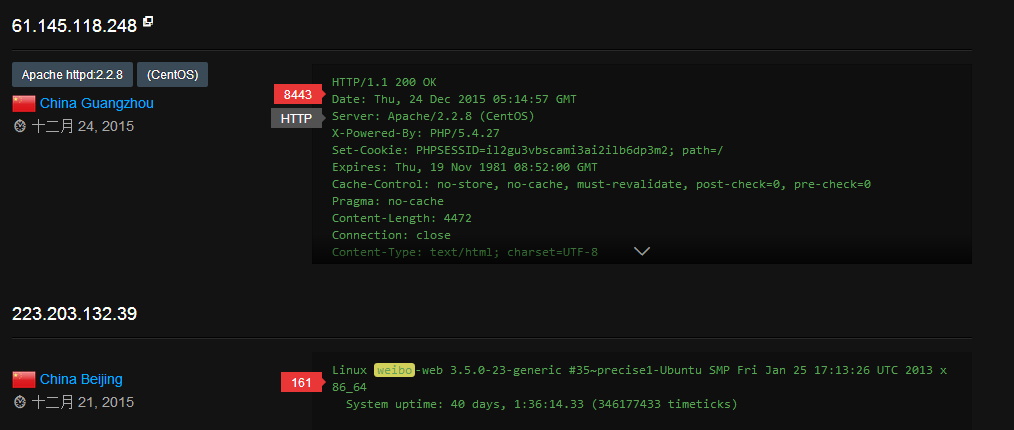 61.145.118.248
Apache httpd:2.2.8 (CentOS)
China Guangzhou
十二月 24, 2015
8443
HTTP
HTTP/1.1 200 OK
Date: Thu, 24 Dec 2015 05:14:57 GMT
Server: Apache/2.2.8 (CentOS)
X-Powered-By: PHP/5.4.27
Set-Cookie: PHPSESSID=il2gu3vbscami3ai2ilb6dp3m2; path=/
Expires: Thu, 19 Nov 1981 08:52:00 GMT
Cache-Control: no-store, no-cache, must-revalidate, post-check=0, pre-check=0
Pragma: no-cache
Content-Length: 4472
Connection: close
Content-Type: text/html; charset=UTF-8
223.203.132.39
China Beijing
十二月 21, 2015
161
Linux weibo-web 3.5.0-23-generic #35~precise1-Ubuntu SMP Fri Jan 25 17:13:26 UTC 2013 x
86_64
System uptime: 40 days, 1:36:14.33 (346177433 timeticks)